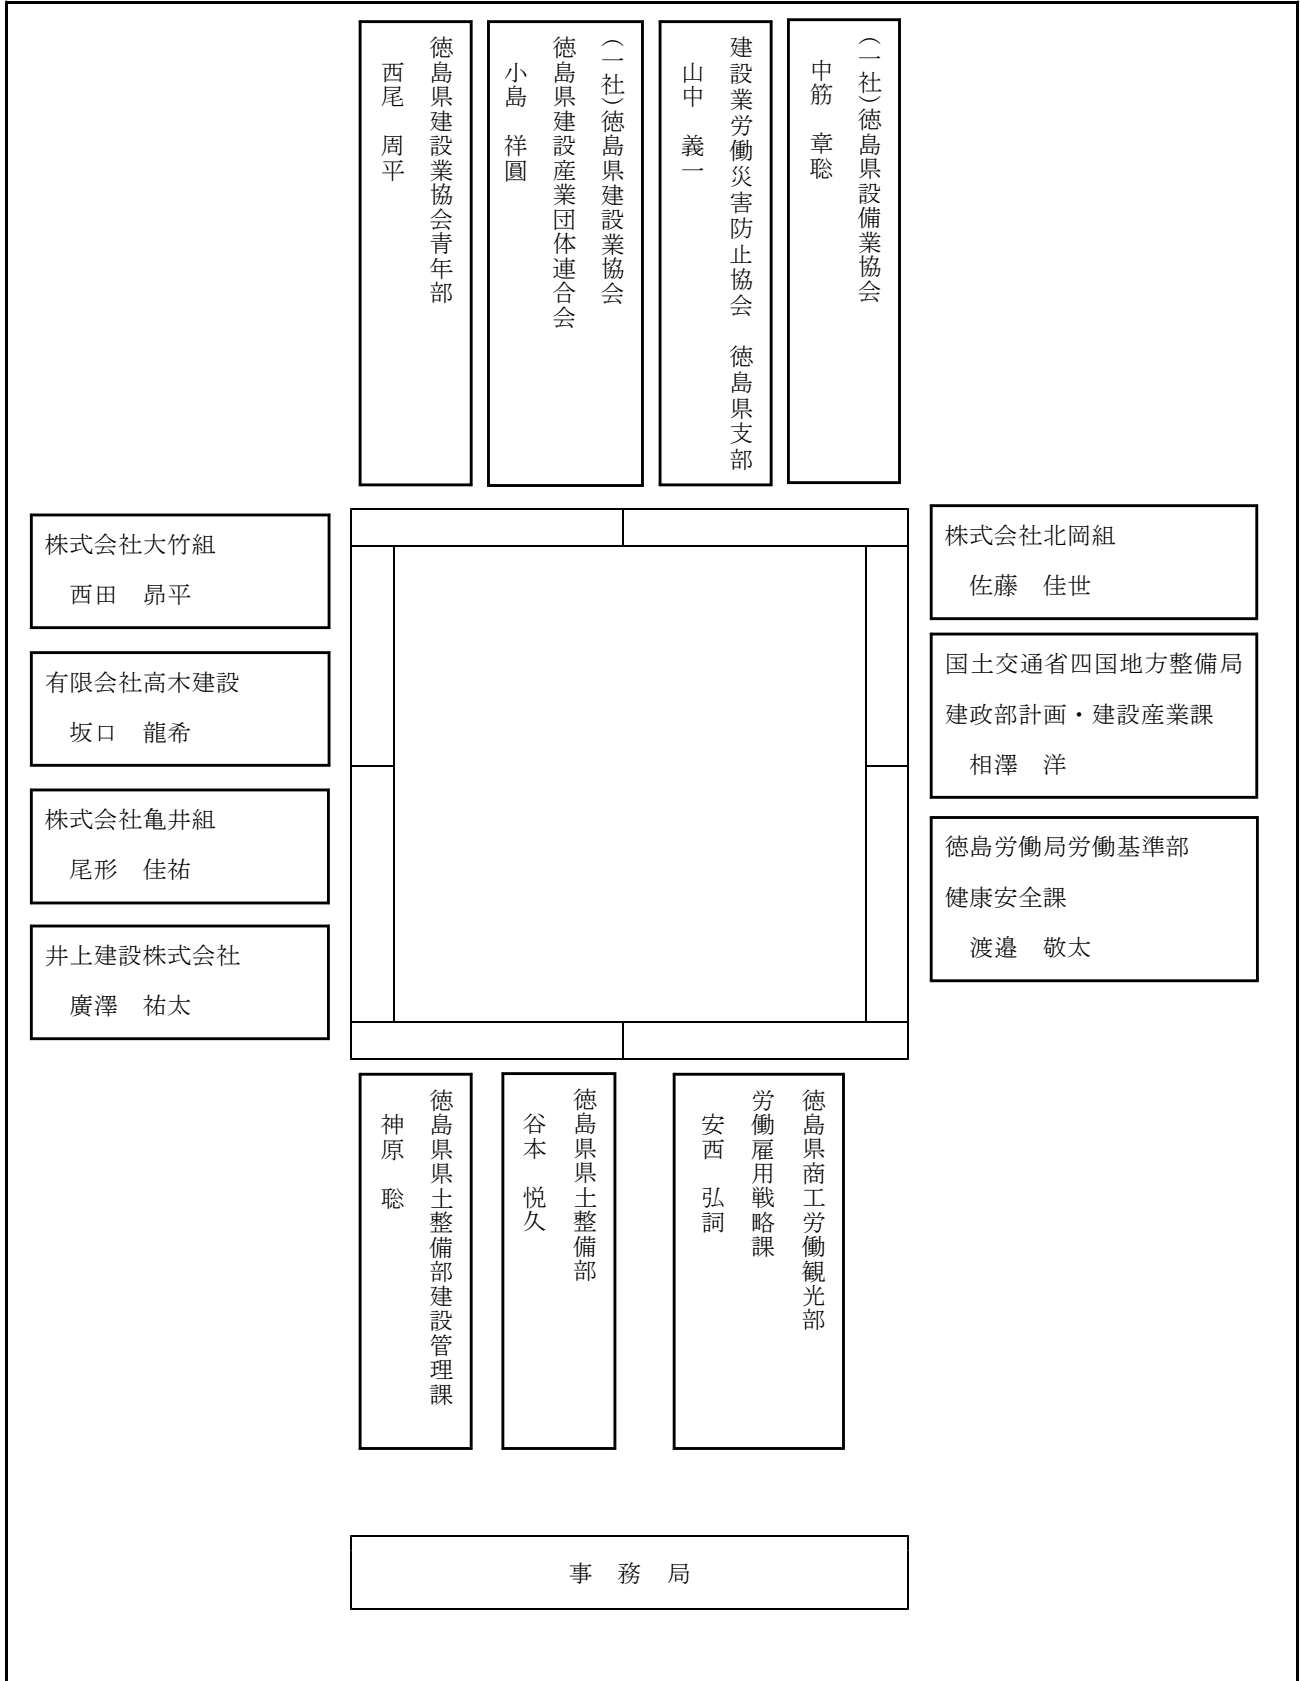 (一社)徳島県設備業協会
中筋　章聡
建設業労働災害防止協会　徳島県支部
山中　義一
(一社)徳島県建設業協会
徳島県建設産業団体連合会
小島　祥圓
徳島県建設業協会青年部
西尾　周平
株式会社大竹組
西田　昴平
有限会社高木建設
坂口　龍希
株式会社亀井組
尾形　佳祐
井上建設株式会社
廣澤　祐太
株式会社北岡組
佐藤　佳世
国土交通省四国地方整備局
建政部計画・建設産業課
相澤　洋
徳島労働局労働基準部
健康安全課
渡邉　敬太
徳島県商工労働観光部
労働雇用戦略課
安西　弘詞
徳島県県土整備部
谷本　悦久
徳島県県土整備部建設管理課
神原　聡
事　務　局